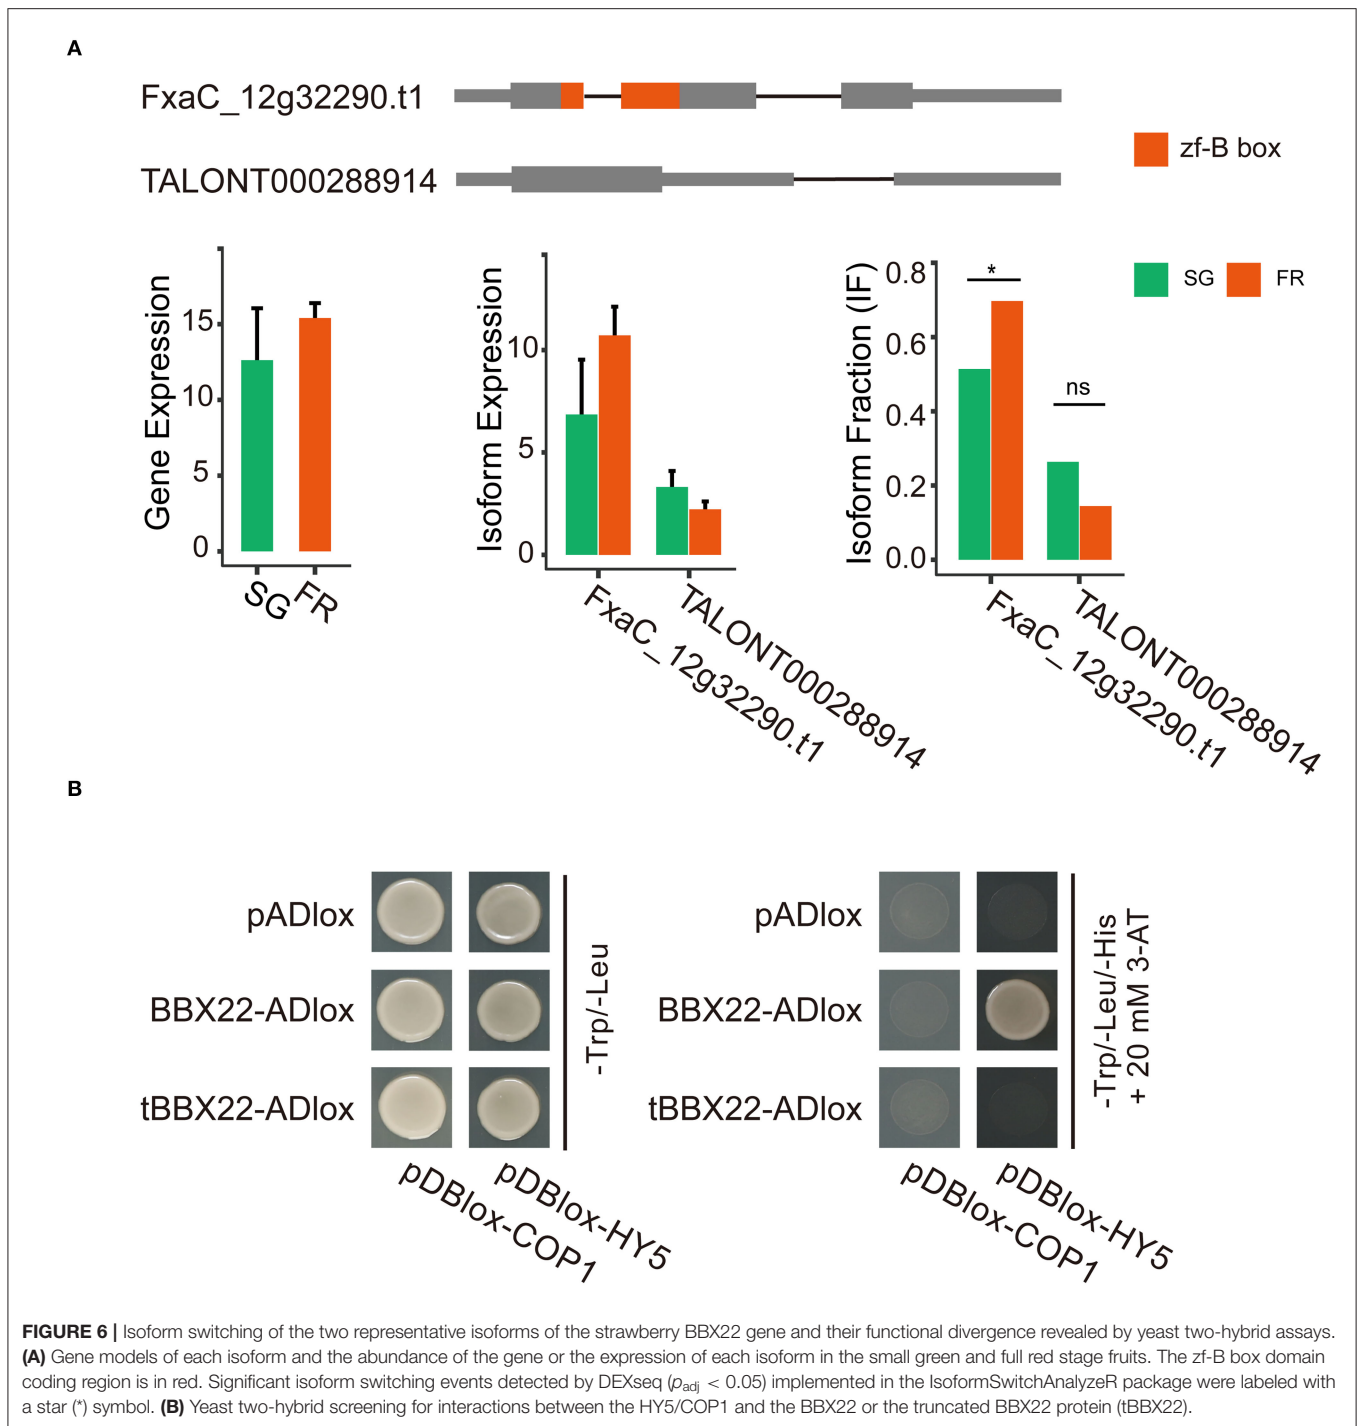 A
FxaC_12g32290.t1
zf-B box
TALONT000288914
SG FR
Gene Expression
15
10
5
0
SG
FR
Isoform Expression
10
5
0
FxaC_12g32290.t1
TALONT000288914
Isoform Fraction (IF)
0.8
0.6
0.4
0.2
0.0
*
ns
FxaC_12g32290.t1
TALONT000288914
B
pADlox
BBX22-ADlox
tBBX22-ADlox
-Trp/-Leu
pDBlox-COP1
pDBlox-HY5
pADlox
BBX22-ADlox
tBBX22-ADlox
-Trp/-Leu/-His
+ 20 mM 3-AT
pDBlox-COP1
pDBlox-HY5
FIGURE 6 | Isoform switching of the two representative isoforms of the strawberry BBX22 gene and their functional divergence revealed by yeast two-hybrid assays.
(A) Gene models of each isoform and the abundance of the gene or the expression of each isoform in the small green and full red stage fruits. The zf-B box domain
coding region is in red. Significant isoform switching events detected by DEXseq (padj < 0.05) implemented in the IsoformSwitchAnalyzeR package were labeled with
a star (*) symbol. (B) Yeast two-hybrid screening for interactions between the HY5/COP1 and the BBX22 or the truncated BBX22 protein (tBBX22).